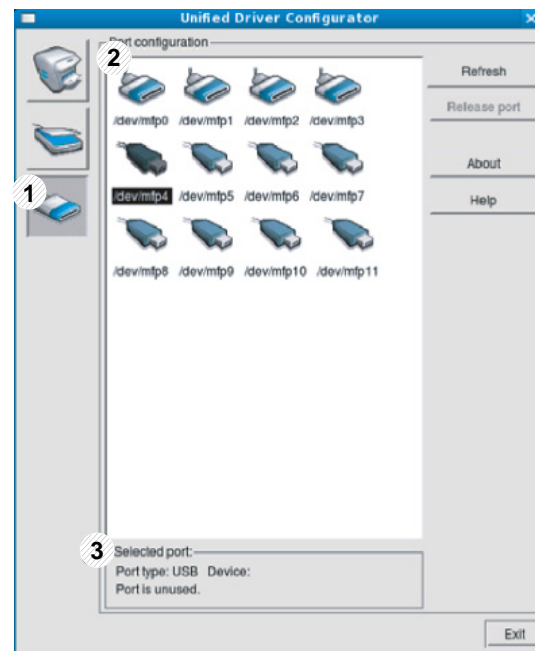 Unified Driver Configurator
2
Port configuration
/dev/mfp0 /dev/mfp1 /dev/mfp2 /dev/mfp3
Refresh
Release port
About
1
/dev/mfp4 /dev/mfp5 /dev/mfp6 /dev/mfp7
Help
/dev/mfp8 /dev/mfp9 /dev/mfp10 /dev/mfp11
3
Selected port:
Port type: USB Device:
Port is unused.
Exit